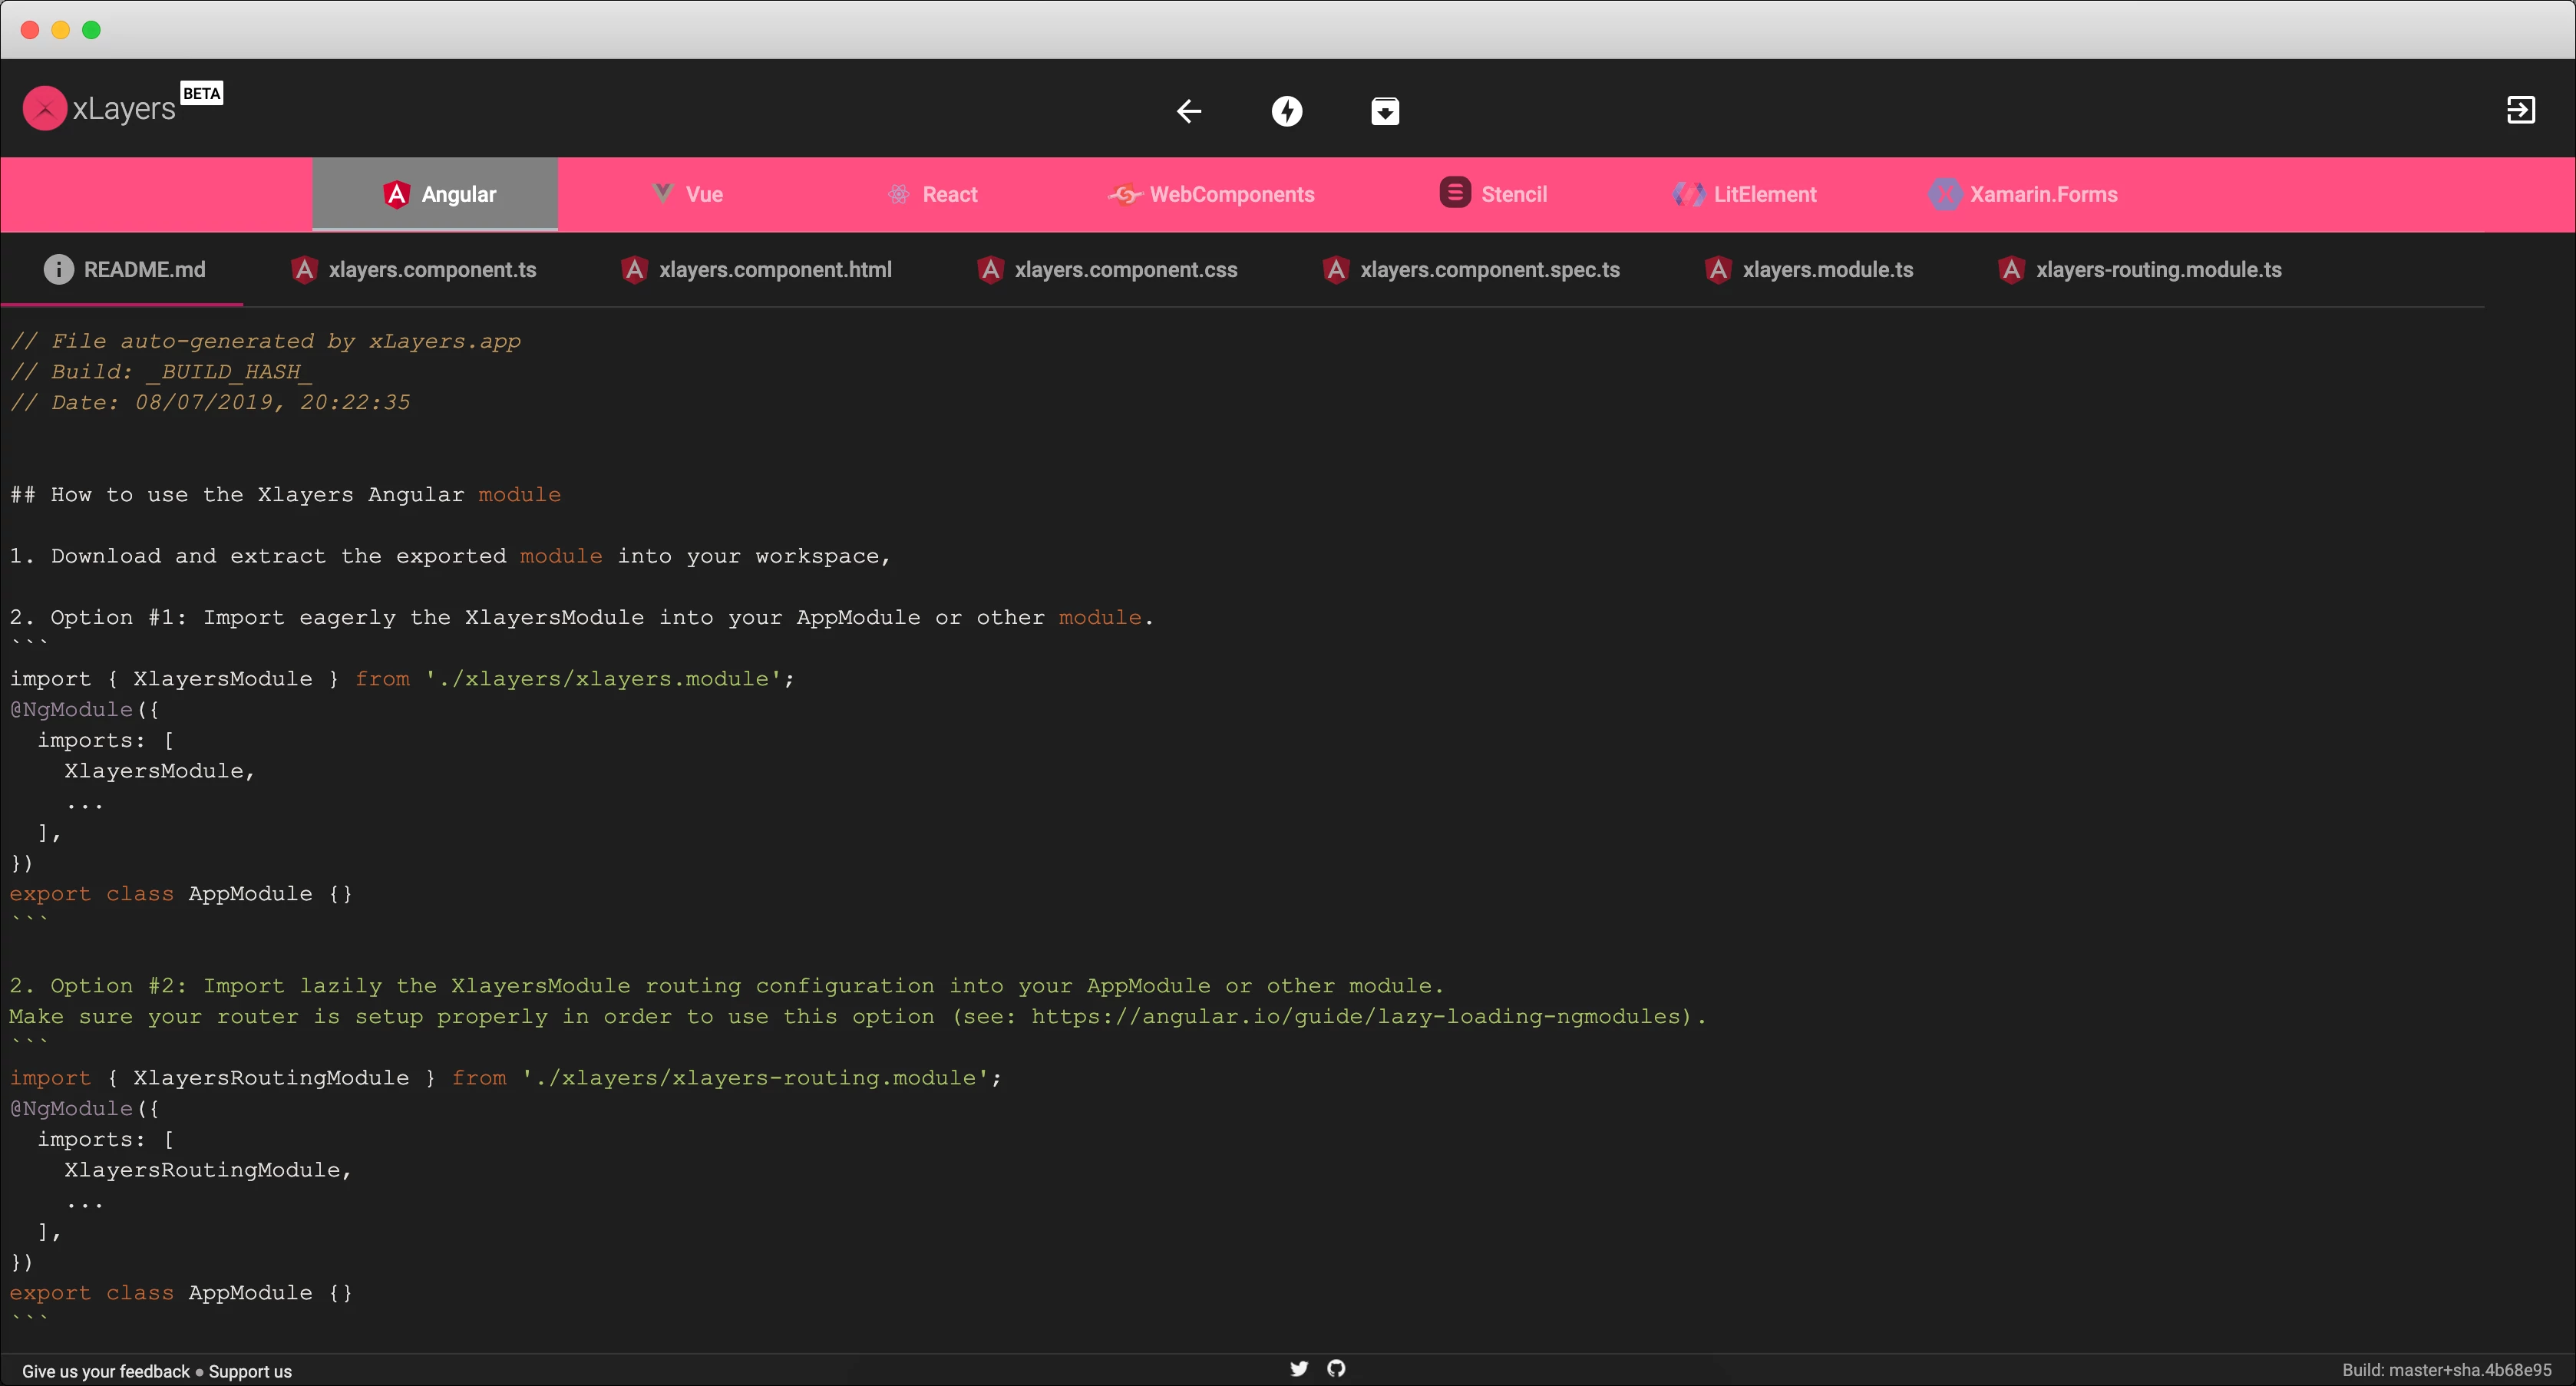 xLayers BETA
Angular Vue React WebComponents Stencil LitElement Xamarin.Forms
README.md xlayers.component.ts xlayers.component.html xlayers.component.css xlayers.component.spec.ts xlayers.module.ts xlayers-routing.module.ts
// File auto-generated by xLayers.app
// Build: _BUILD_HASH_
// Date: 08/07/2019, 20:22:35
## How to use the Xlayers Angular module
1. Download and extract the exported module into your workspace,
2. Option #1: Import eagerly the XlayersModule into your AppModule or other module.
```
import { XlayersModule } from './xlayers/xlayers.module';
@NgModule({
  imports: [
    XlayersModule,
    ...
  ],
})
export class AppModule {}
```
2. Option #2: Import lazily the XlayersModule routing configuration into your AppModule or other module.
Make sure your router is setup properly in order to use this option (see: https://angular.io/guide/lazy-loading-ngmodules).
```
import { XlayersRoutingModule } from './xlayers/xlayers-routing.module';
@NgModule({
  imports: [
    XlayersRoutingModule,
    ...
  ],
})
export class AppModule {}
```
Give us your feedback • Support us
Build: master+sha.4b68e95